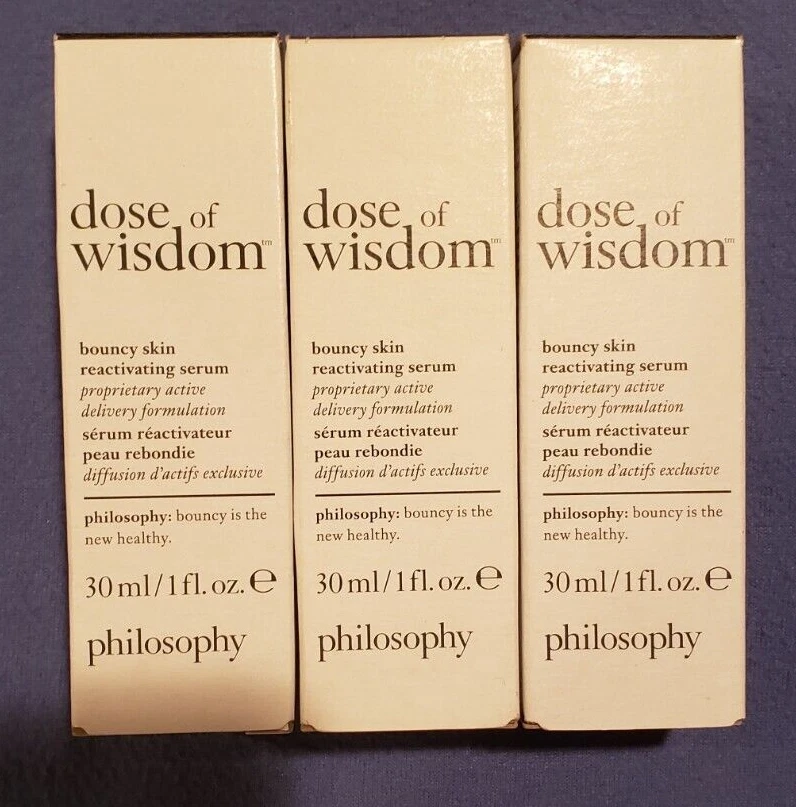 dose of
wisdom™
bouncy skin
reactivating serum
proprietary active
delivery formulation
sérum réactivateur
peau rebondie
diffusion d'actifs exclusive
philosophy: bouncy is the
new healthy.
30 ml/1 fl. oz. ℮
philosophy
dose of
wisdom™
bouncy skin
reactivating serum
proprietary active
delivery formulation
sérum réactivateur
peau rebondie
diffusion d'actifs exclusive
philosophy: bouncy is the
new healthy.
30 ml/1 fl. oz. ℮
philosophy
dose of
wisdom™
bouncy skin
reactivating serum
proprietary active
delivery formulation
sérum réactivateur
peau rebondie
diffusion d'actifs exclusive
philosophy: bouncy is the
new healthy.
30 ml/1 fl. oz. ℮
philosophy